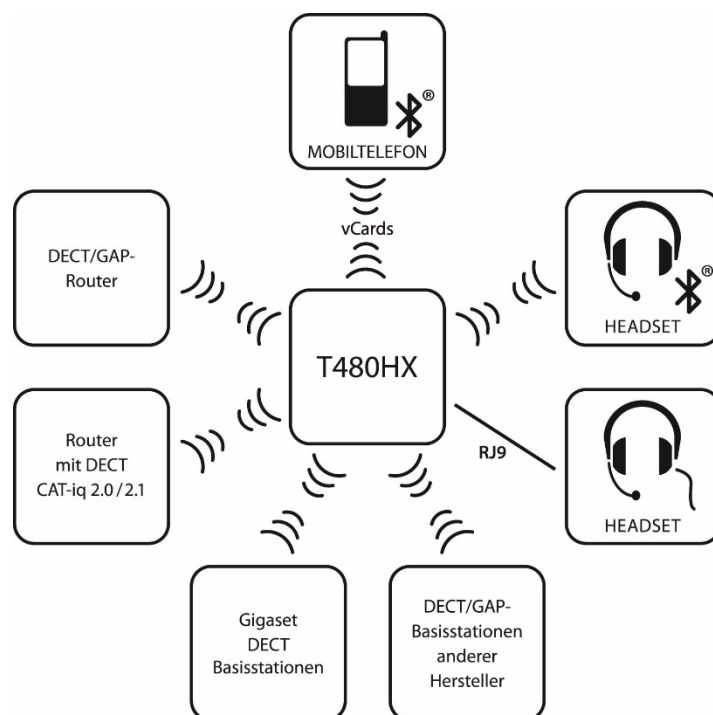 ®
MOBILTELEFON
vCards
DECT/GAP-
Router
®
HEADSET
T480HX
Router
mit DECT
CAT-iq 2.0/2.1
RJ9
HEADSET
Gigaset
DECT
Basisstationen
DECT/GAP-
Basisstationen
anderer
Hersteller